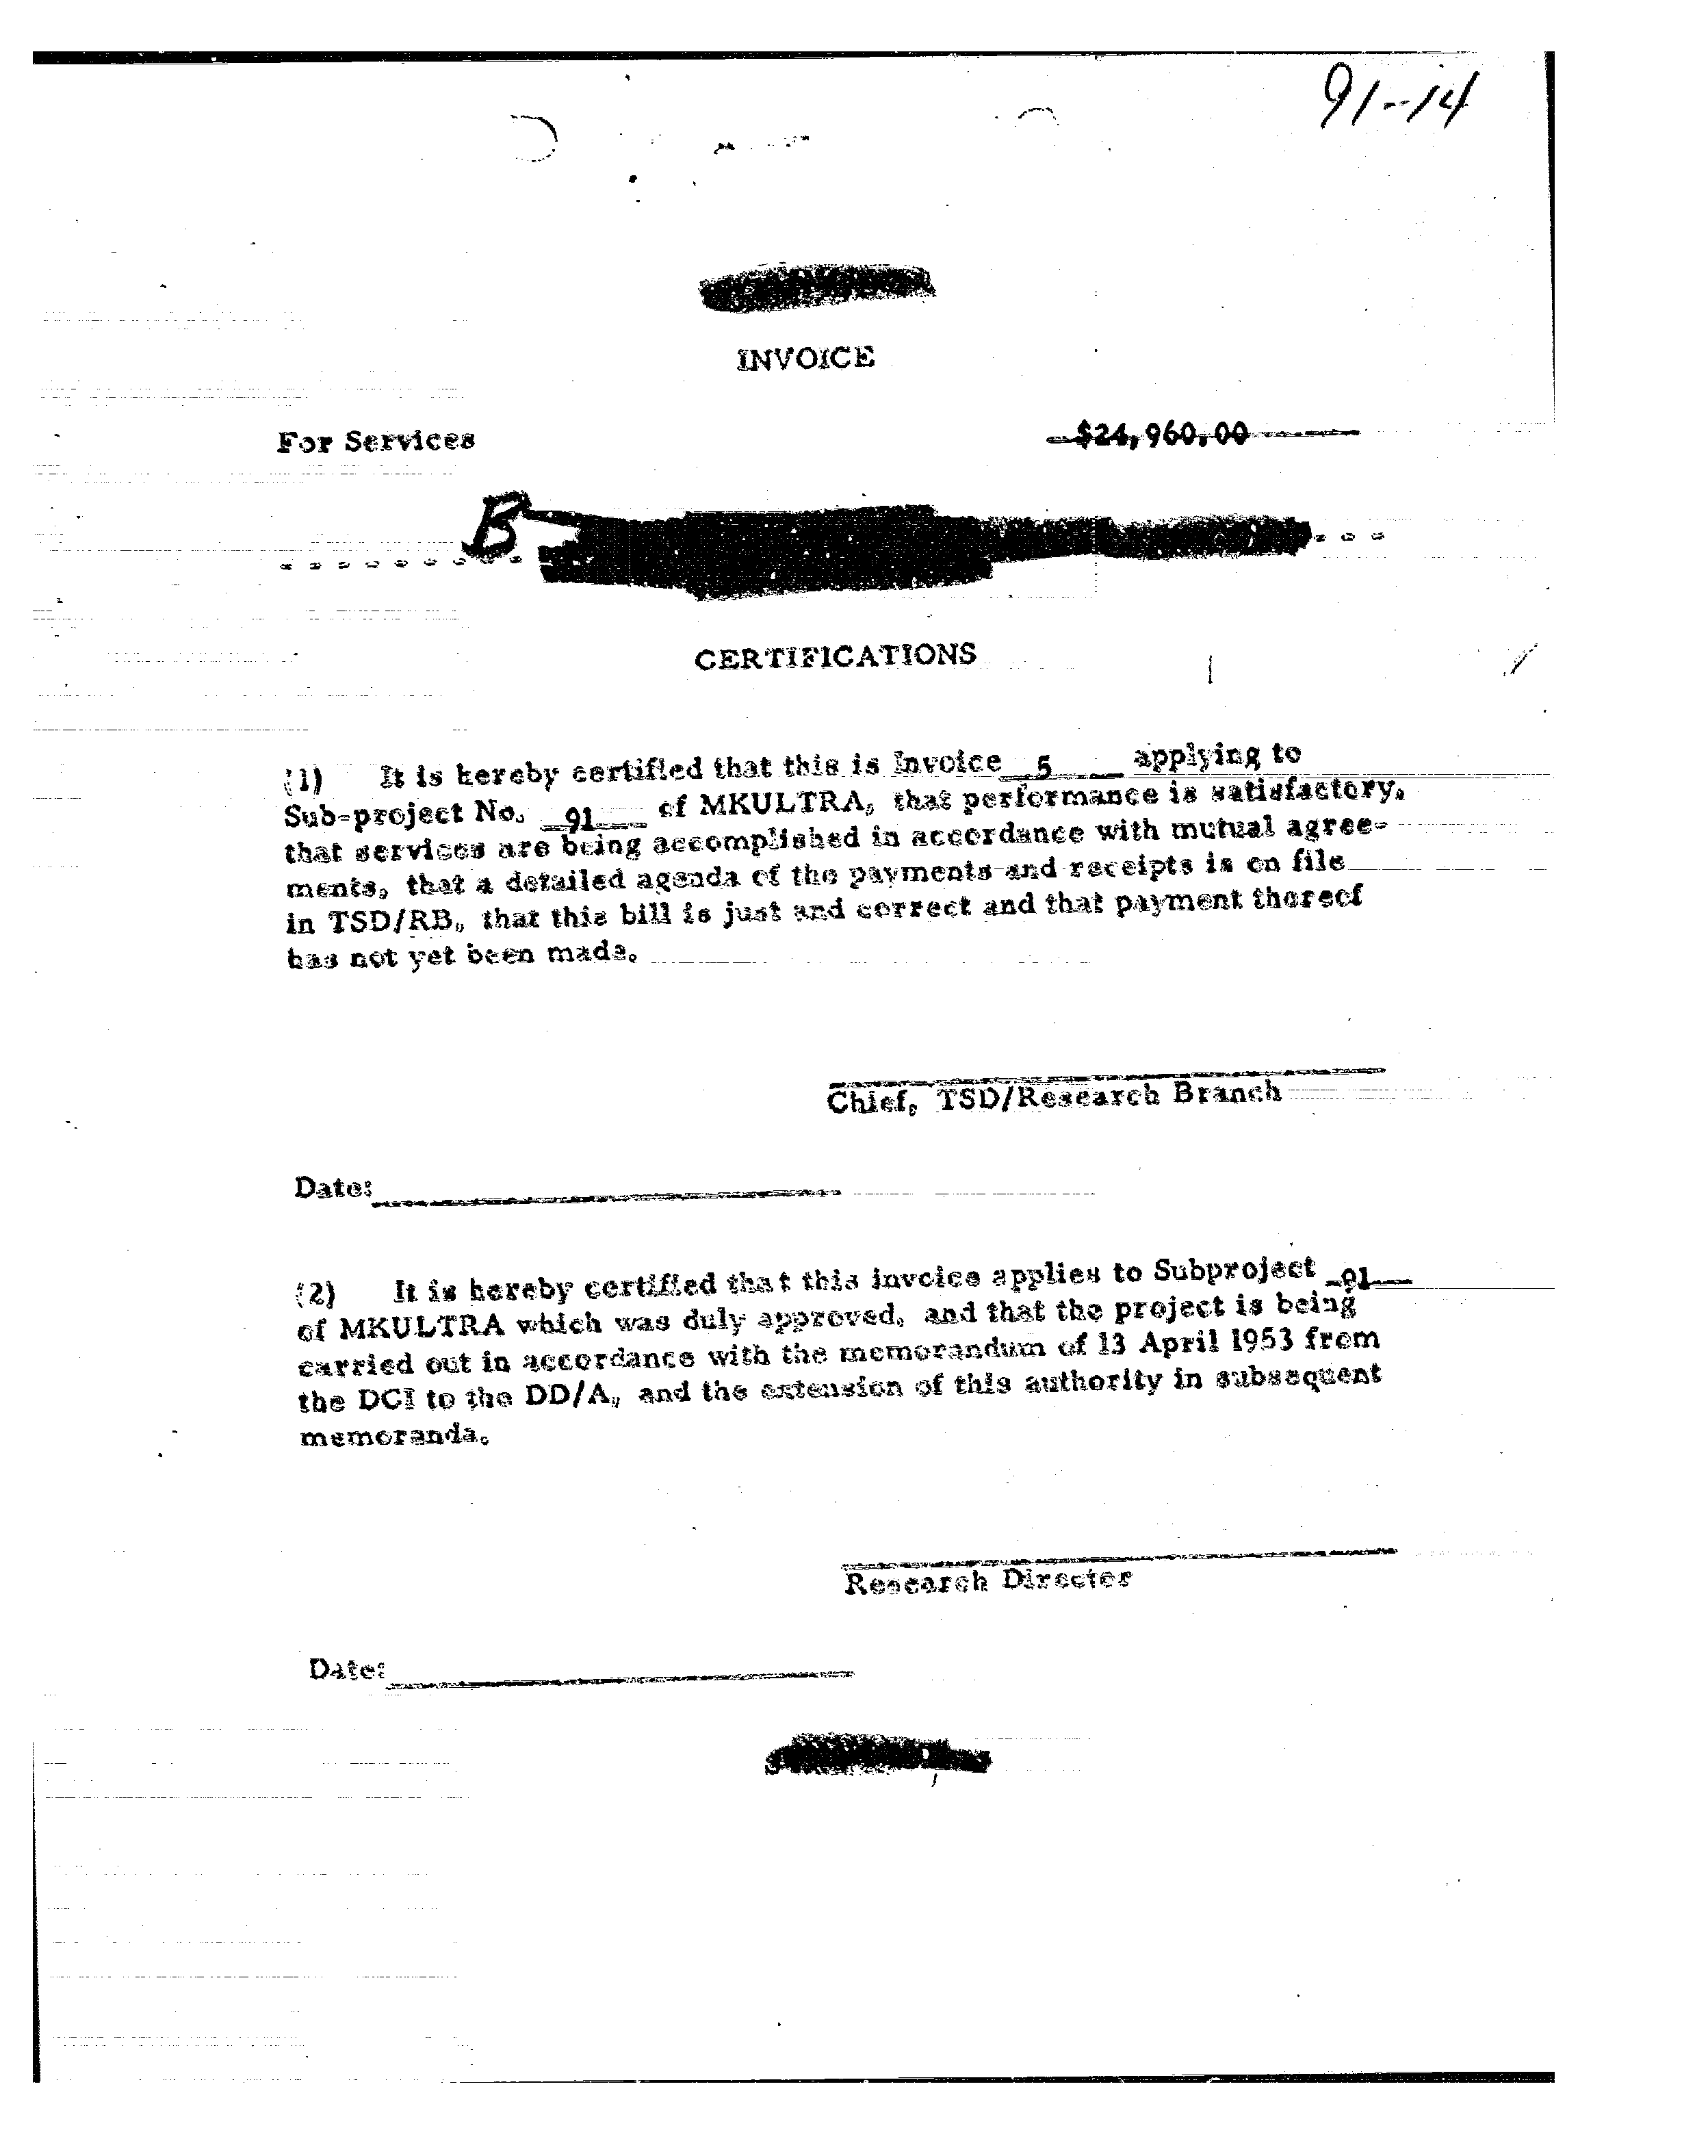 91--14
INVOICE
For Services $24,960.00
B
CERTIFICATIONS
(1) It is hereby certified that this is Invoice 5 applying to
Sub-project No. 91 of MKULTRA, that performance is satisfactory,
that services are being accomplished in accordance with mutual agree-
ments, that a detailed agenda of the payments and receipts is on file
in TSD/RB, that this bill is just and correct and that payment thereof
has not yet been made.
Chief, TSD/Research Branch
Date:
(2) It is hereby certified that this invoice applies to Subproject 91
of MKULTRA which was duly approved, and that the project is being
carried out in accordance with the memorandum of 13 April 1953 from
the DCI to the DD/A, and the extension of this authority in subsequent
memoranda.
Research Director
Date: